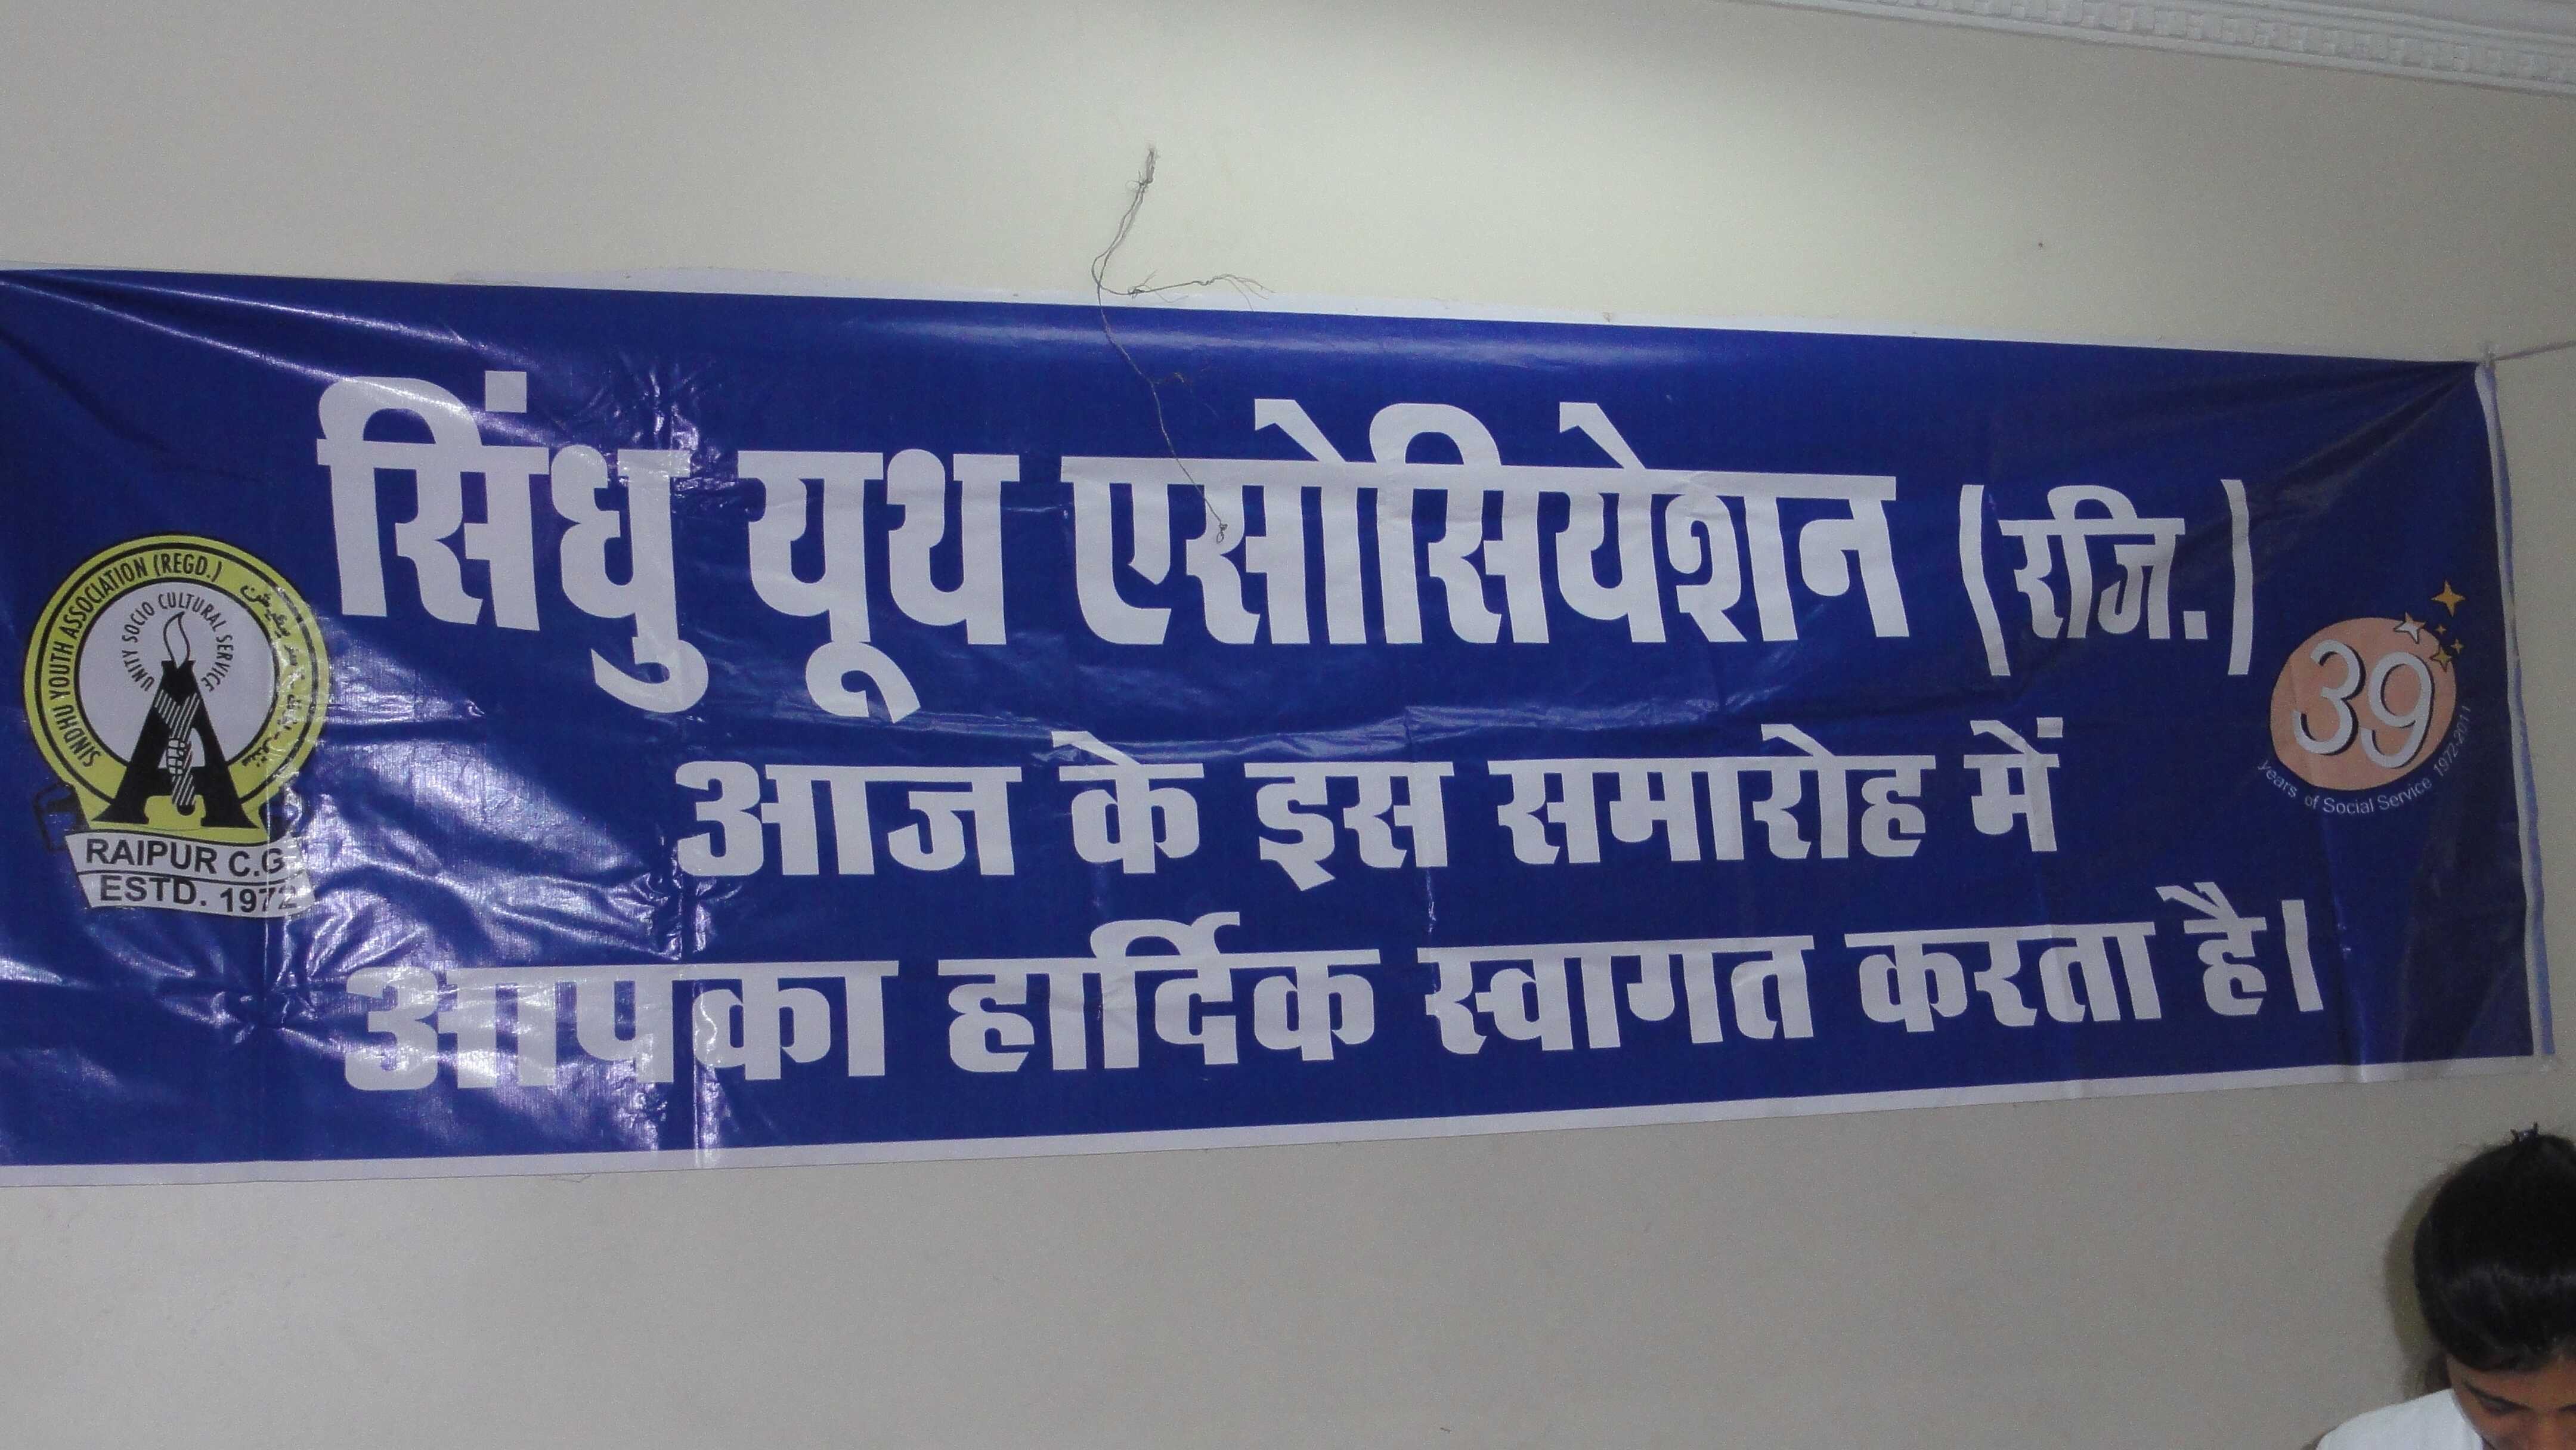 सिंधु यूथ एसोसियेशन (रजि.)
आज के इस समारोह में
आपका हार्दिक स्वागत करता है।
SINDHU YOUTH ASSOCIATION (REGD.)
UNITY SOCIO CULTURAL SERVICE
A
RAIPUR C.G
ESTD. 1972
39
years of Social Service 1972-2011